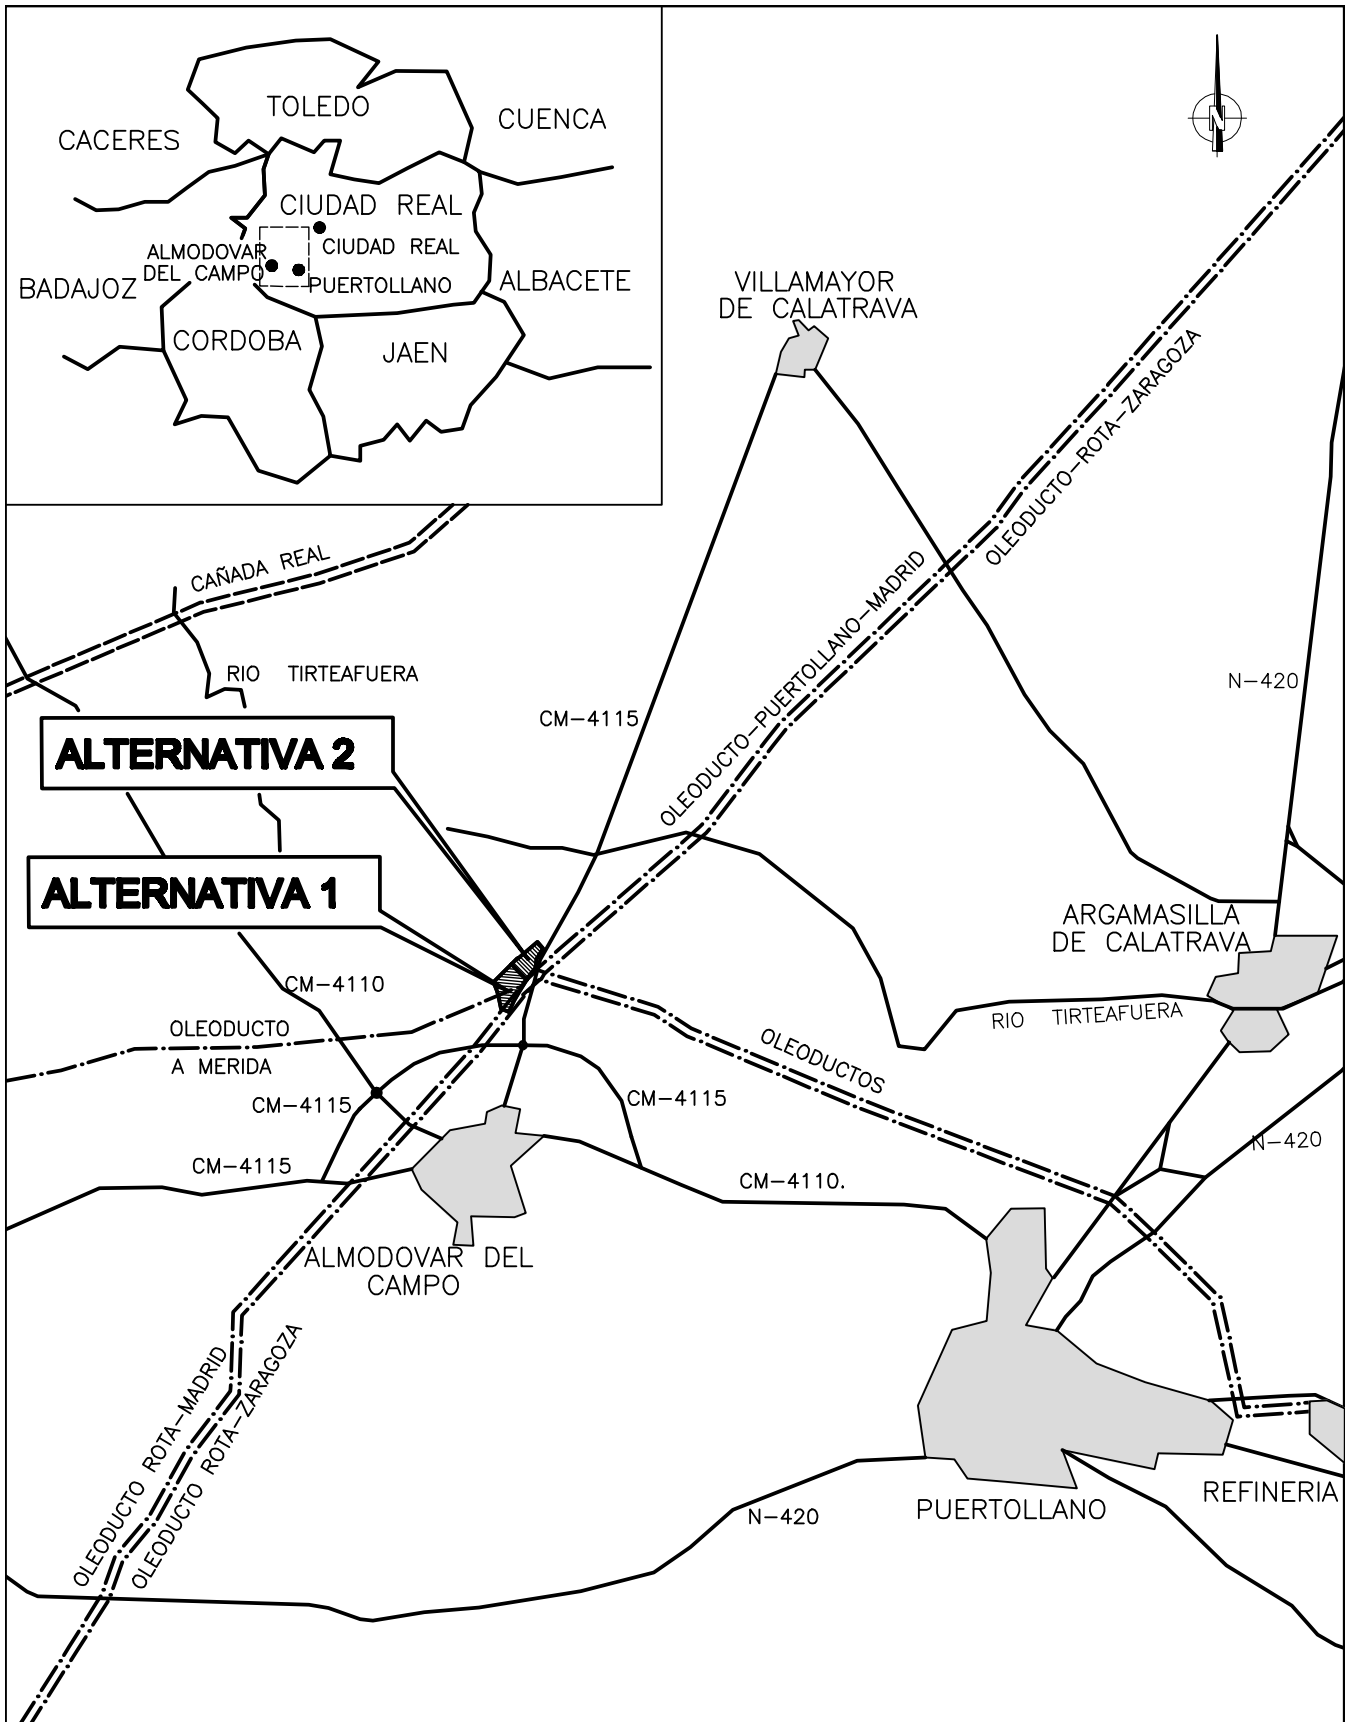 TOLEDO
CUENCA
CACERES
CIUDAD REAL
CIUDAD REAL
ALMODOVAR
DEL CAMPO
PUERTOLLANO
BADAJOZ
ALBACETE
CORDOBA
JAEN
N
VILLAMAYOR
DE CALATRAVA
OLEODUCTO-ROTA-ZARAGOZA
CAÑADA REAL
RIO TIRTEAFUERA
OLEODUCTO-PUERTOLLANO-MADRID
N-420
CM-4115
ALTERNATIVA 2
ALTERNATIVA 1
ARGAMASILLA
DE CALATRAVA
CM-4110
OLEODUCTO
A MERIDA
RIO TIRTEAFUERA
OLEODUCTOS
CM-4115
CM-4115
CM-4115
N-420
CM-4110.
ALMODOVAR DEL
CAMPO
OLEODUCTO ROTA-MADRID
OLEODUCTO ROTA-ZARAGOZA
REFINERIA
PUERTOLLANO
N-420